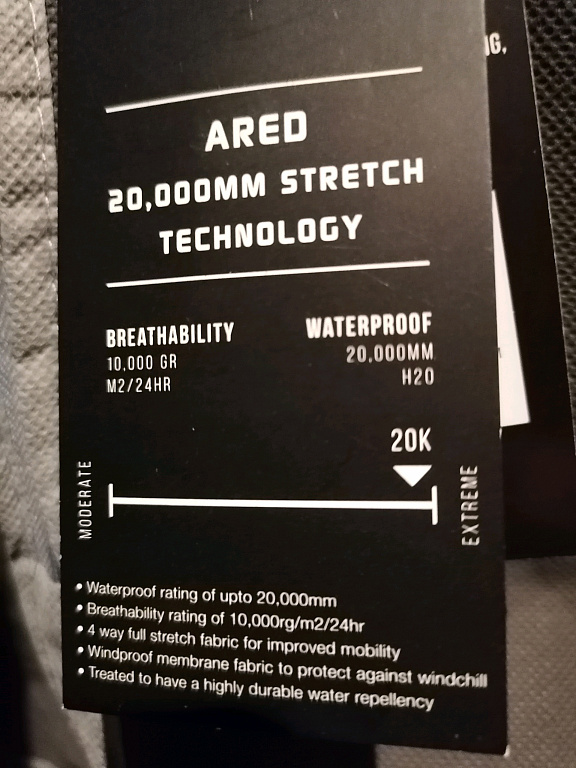 ARED
20,000MM STRETCH
TECHNOLOGY
BREATHABILITY
10,000 GR
M2/24HR
WATERPROOF
20,000MM
H20
20K
MODERATE
EXTREME
• Waterproof rating of upto 20,000mm
• Breathability rating of 10,000rg/m2/24hr
• 4 way full stretch fabric for improved mobility
• Windproof membrane fabric to protect against windchill
• Treated to have a highly durable water repellency